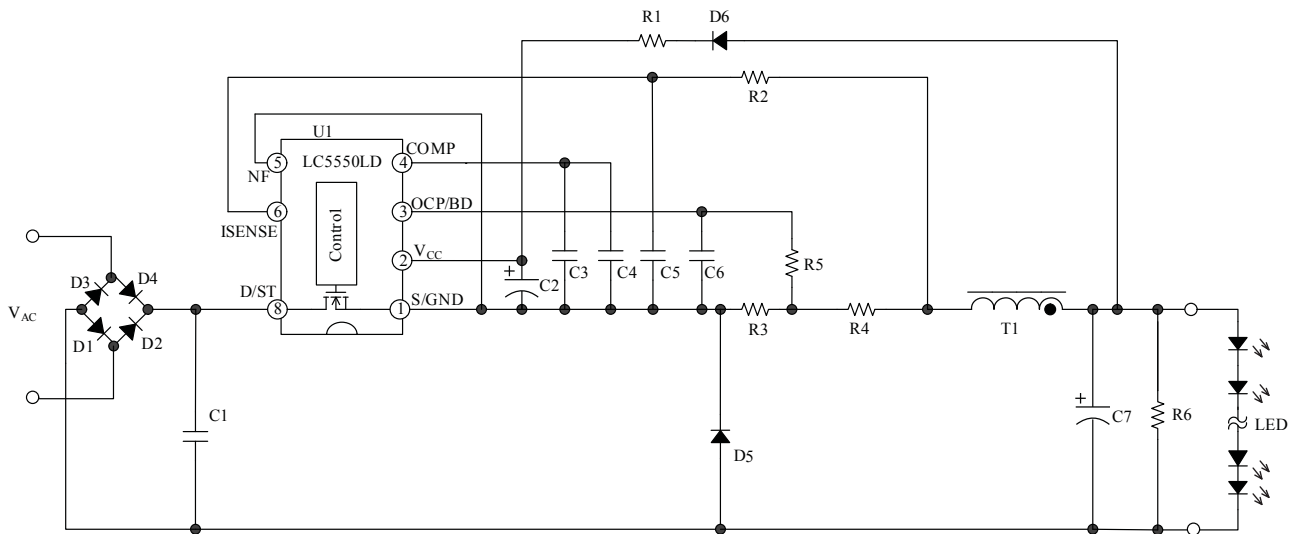 R1
D6
R2
U1
LC5550LD
5
NF
4
COMP
6
ISENSE
3
OCP/BD
Control
2
VCC
8
D/ST
1
S/GND
VAC
D3
D4
D1
D2
C1
+
C2
C3
C4
C5
C6
R5
R3
R4
D5
T1
+
C7
R6
LED